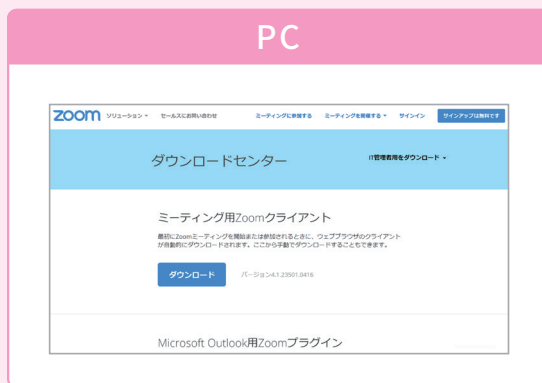 PC
zoom ソリューション セールスにお問い合わせ ミーティングに参加する ミーティングを開催する サインイン サインアップは無料です
ダウンロードセンター IT管理者用をダウンロード
ミーティング用Zoomクライアント
最初にZoomミーティングを開始または参加されるときに、ウェブブラウザのクライアント
が自動的にダウンロードされます。ここから手動でダウンロードすることもできます。
ダウンロード バージョン4.1.23501.0416
Microsoft Outlook用Zoomプラグイン